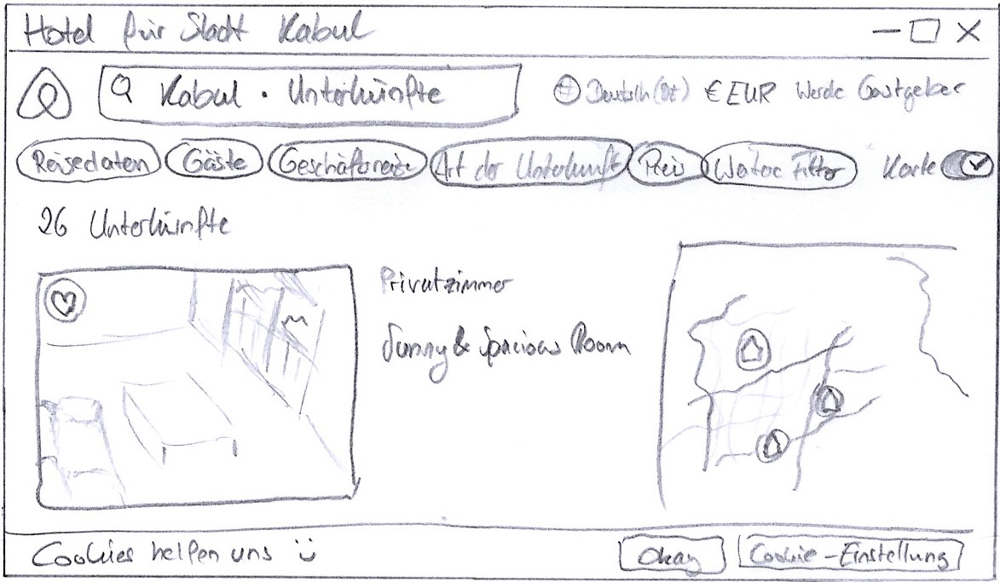 Hotel für Stadt Kabul
Kabul · Unterkünfte
Deutsch (DE) € EUR Werde Gastgeber
Reisedaten Gäste Geschäftsreise Art der Unterkunft Preis Weitere Filter Karte
26 Unterkünfte
Privatzimmer
Sunny & Spacious Room
Cookies helfen uns :)
Okay Cookie-Einstellung